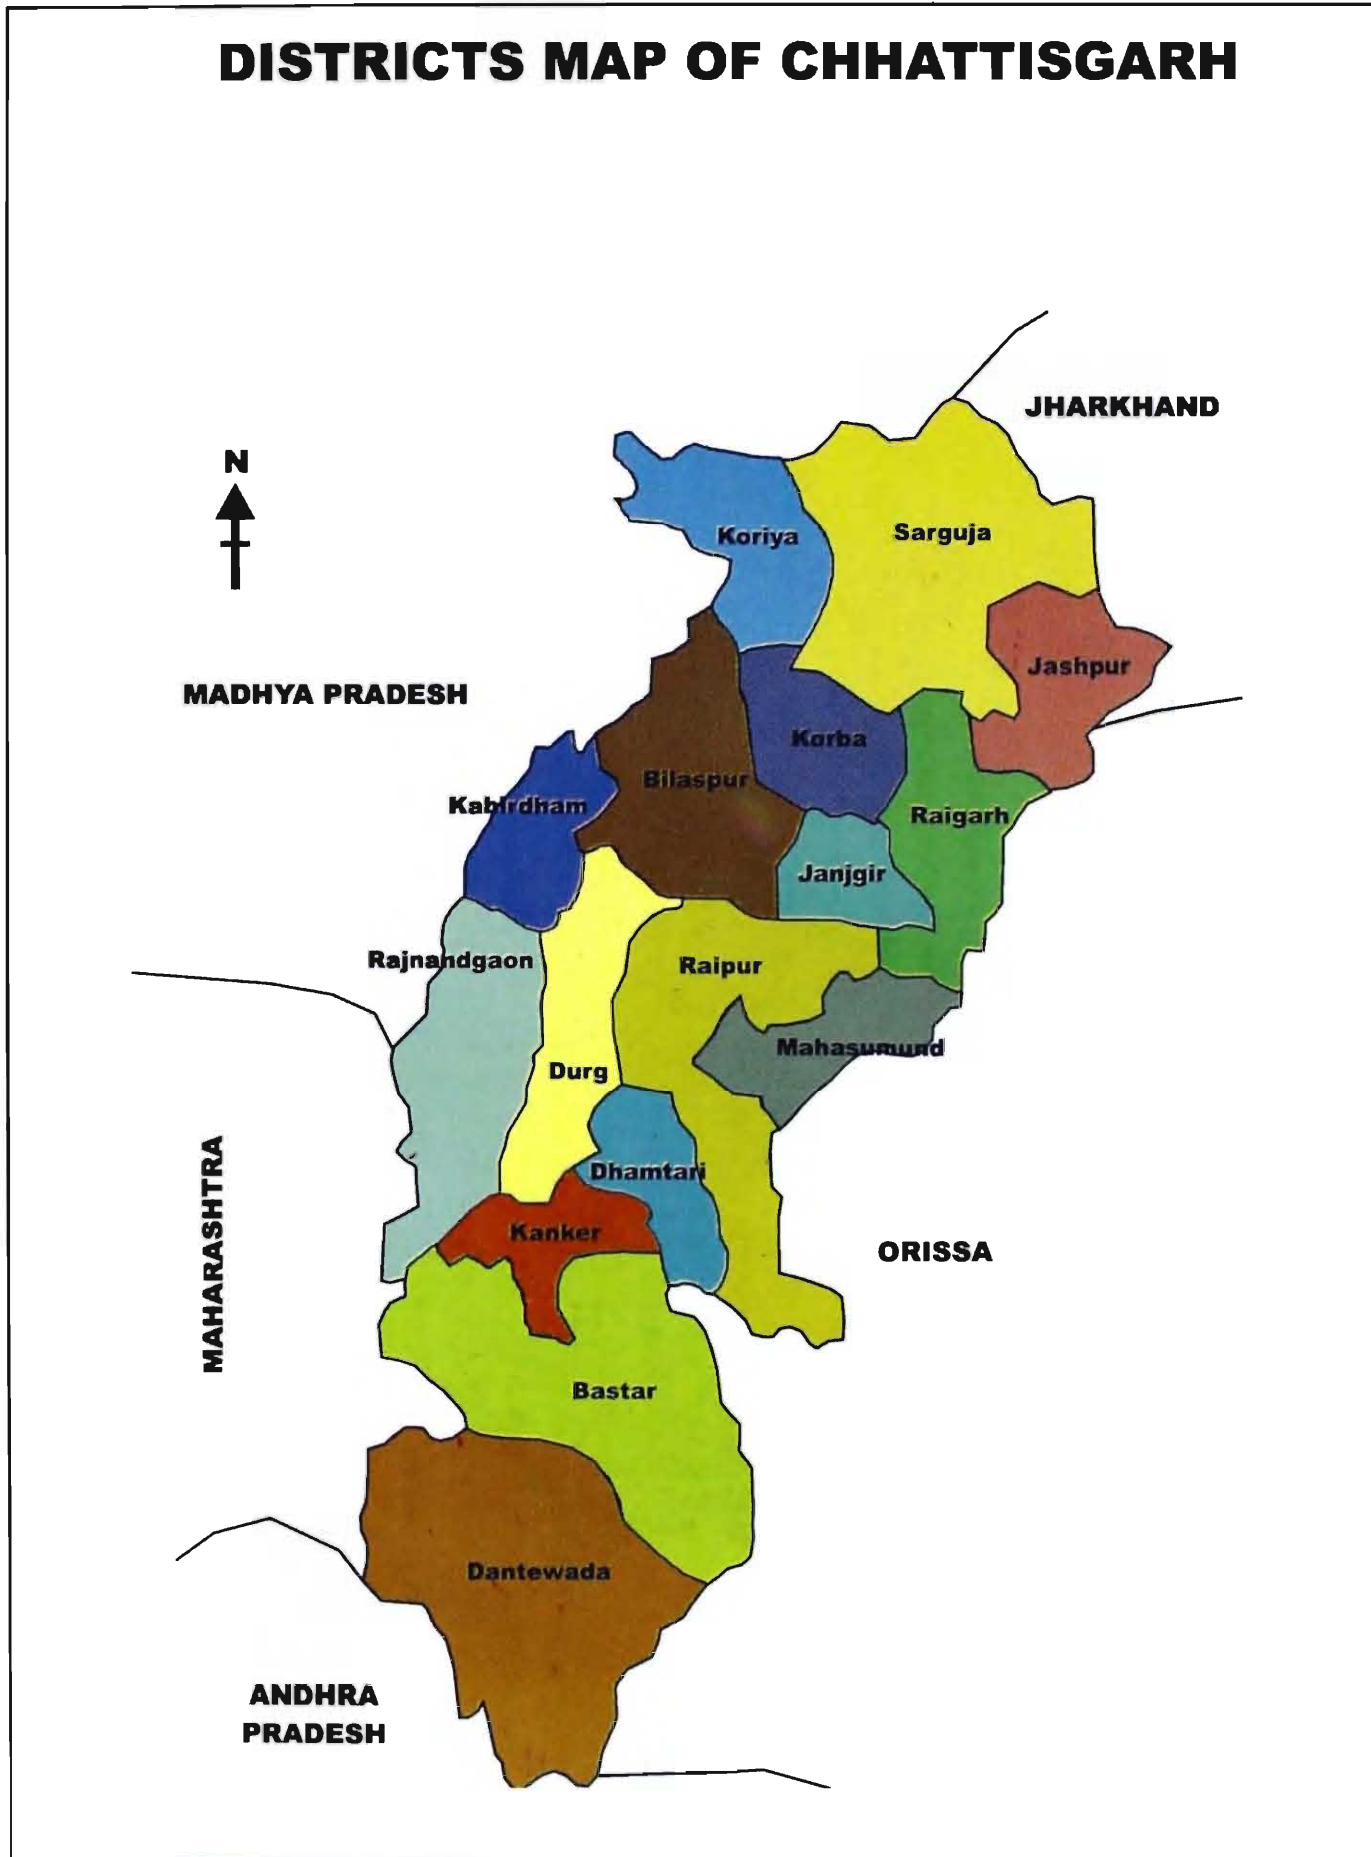 DISTRICTS MAP OF CHHATTISGARH
JHARKHAND
N
Koriya
Sarguja
Jashpur
MADHYA PRADESH
Korba
Bilaspur
Kabirdham
Raigarh
Janjgir
Rajnandgaon
Raipur
Mahasumund
Durg
Dhamtari
MAHARASHTRA
Kanker
ORISSA
Bastar
Dantewada
ANDHRA
PRADESH